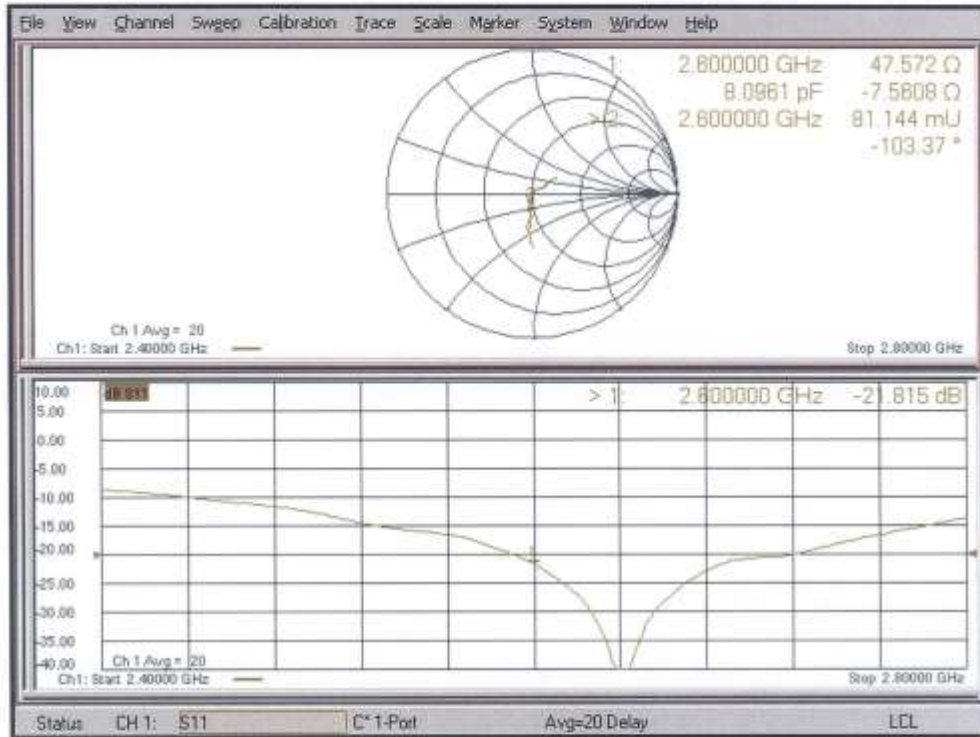 File View Channel Sweep Calibration Trace Scale Marker System Window Help
1: 2.600000 GHz 47.572 Ω
8.0961 pF -7.5608 Ω
> 2: 2.600000 GHz 81.144 mU
-103.37 °
Ch 1 Avg = 20
Ch1: Start 2.40000 GHz
Stop 2.80000 GHz
10.00
dB S11
> 1: 2.600000 GHz -21.815 dB
5.00
0.00
-5.00
-10.00
-15.00
-20.00
1
-25.00
-30.00
-35.00
-40.00
Ch 1 Avg = 20
Ch1: Start 2.40000 GHz
Stop 2.80000 GHz
Status CH 1: S11 C* 1-Port Avg=20 Delay LCL